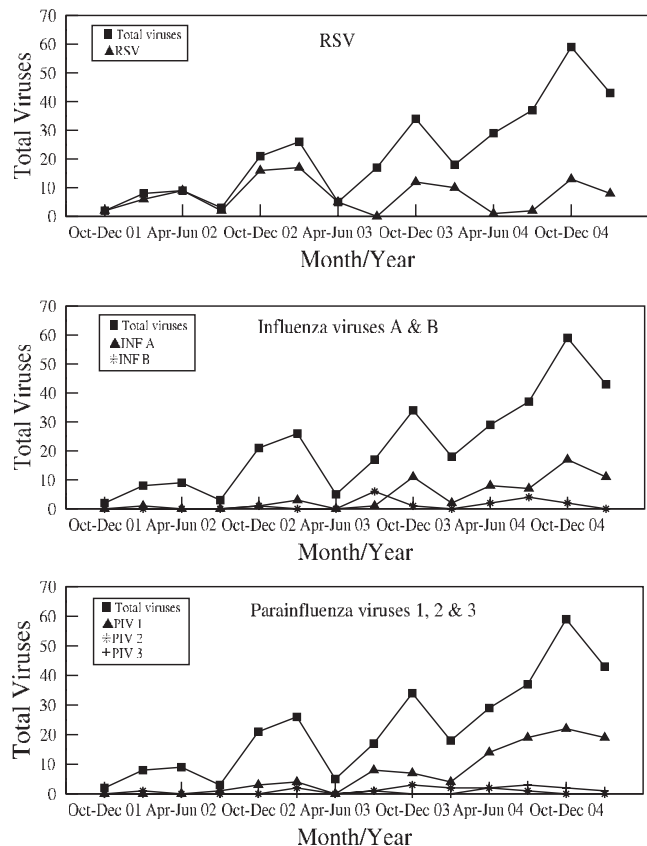 70
60
50
40
30
20
10
0
Total Viruses
Total viruses
RSV
RSV
Oct-Dec 01 Apr-Jun 02 Oct-Dec 02 Apr-Jun 03 Oct-Dec 03 Apr-Jun 04 Oct-Dec 04
Month/Year
70
60
50
40
30
20
10
0
Total Viruses
Total viruses
INF A
INF B
Influenza viruses A & B
Oct-Dec 01 Apr-Jun 02 Oct-Dec 02 Apr-Jun 03 Oct-Dec 03 Apr-Jun 04 Oct-Dec 04
Month/Year
70
60
50
40
30
20
10
0
Total Viruses
Total viruses
PIV 1
PIV 2
PIV 3
Parainfluenza viruses 1, 2 & 3
Oct-Dec 01 Apr-Jun 02 Oct-Dec 02 Apr-Jun 03 Oct-Dec 03 Apr-Jun 04 Oct-Dec 04
Month/Year